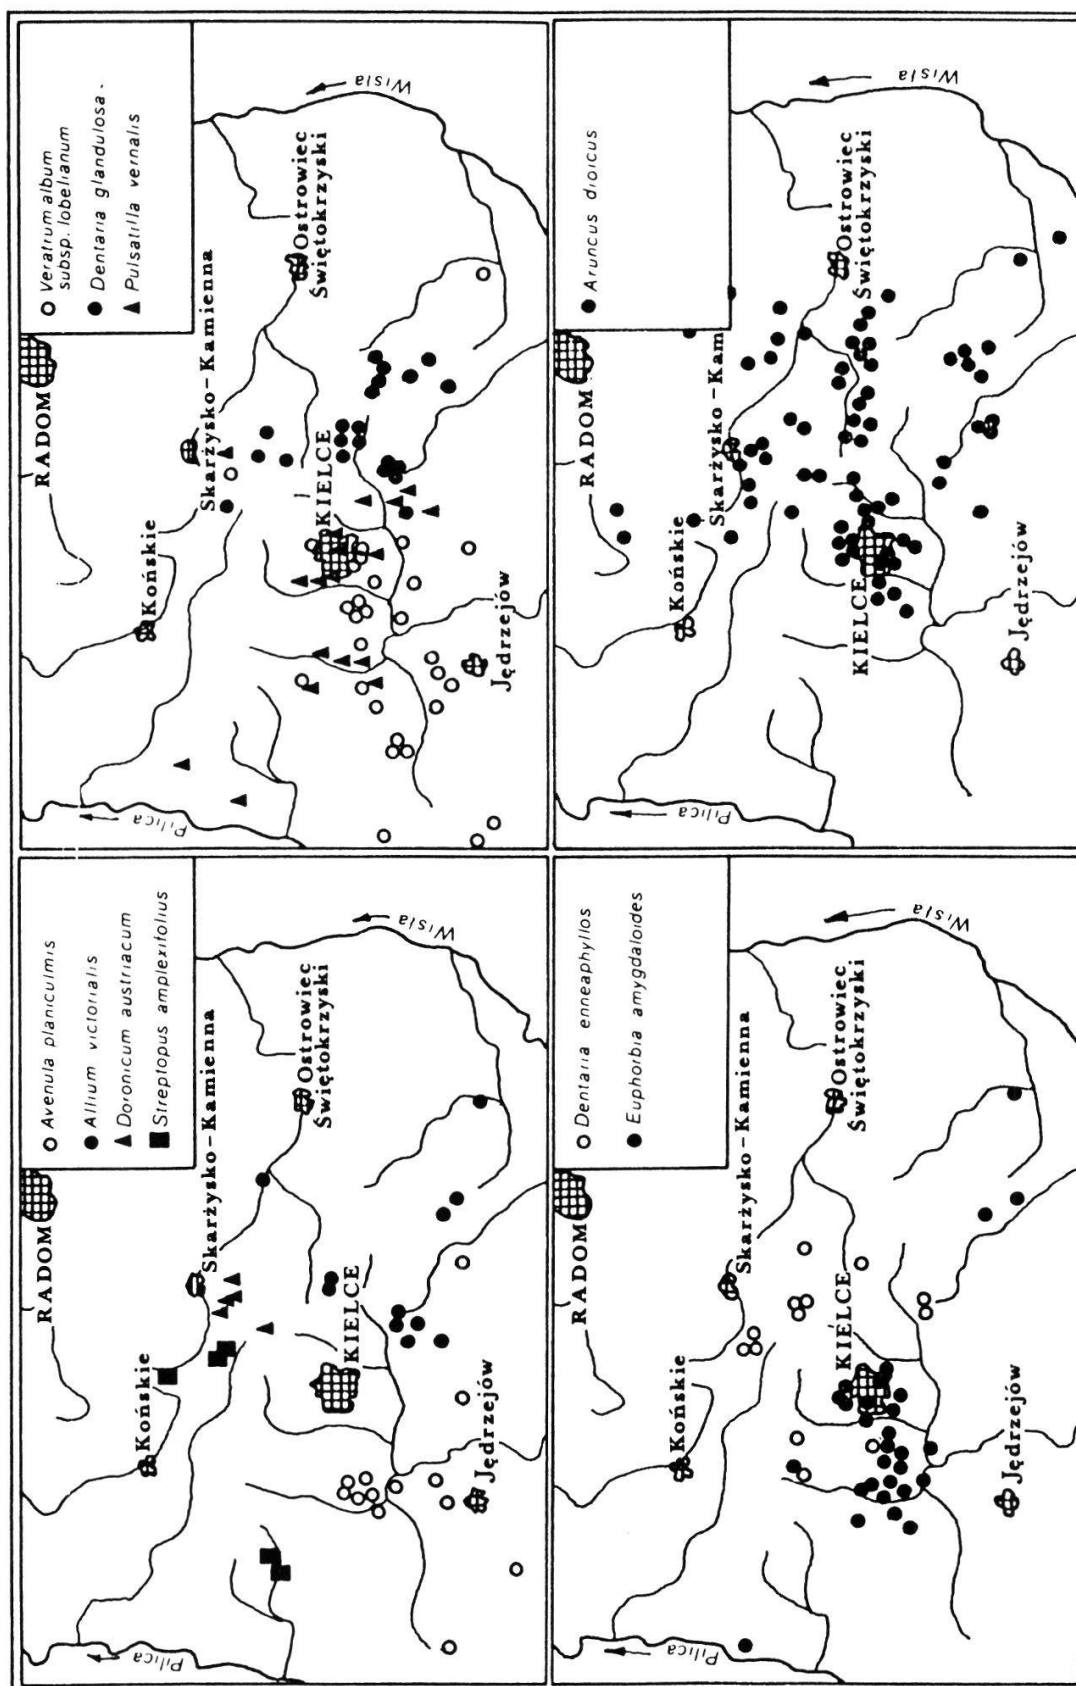 Avenula planiculmis
Allium victorialis
Doronicum austriacum
Streptopus amplexifolius
RADOM
Końskie
Skarżysko-Kamienna
Ostrowiec
Świętokrzyski
KIELCE
Jędrzejów
Pilica
Wisła
Veratrum album
subsp. lobelianum
Dentaria glandulosa
Pulsatilla vernalis
RADOM
Końskie
Skarżysko-Kamienna
Ostrowiec
Świętokrzyski
KIELCE
Jędrzejów
Pilica
Wisła
Dentaria enneaphyllos
Euphorbia amygdaloides
RADOM
Końskie
Skarżysko-Kamienna
Ostrowiec
Świętokrzyski
KIELCE
Jędrzejów
Pilica
Wisła
Aruncus dioicus
RADOM
Końskie
Skarżysko-Kam
Ostrowiec
Świętokrzyski
KIELCE
Jędrzejów
Pilica
Wisła